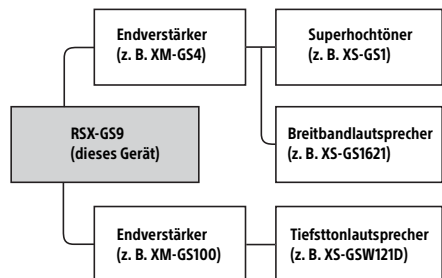 Endverstärker
(z. B. XM-GS4)
Superhochtöner
(z. B. XS-GS1)
RSX-GS9
(dieses Gerät)
Breitbandlautsprecher
(z. B. XS-GS1621)
Endverstärker
(z. B. XM-GS100)
Tiefsttonlautsprecher
(z. B. XS-GSW121D)